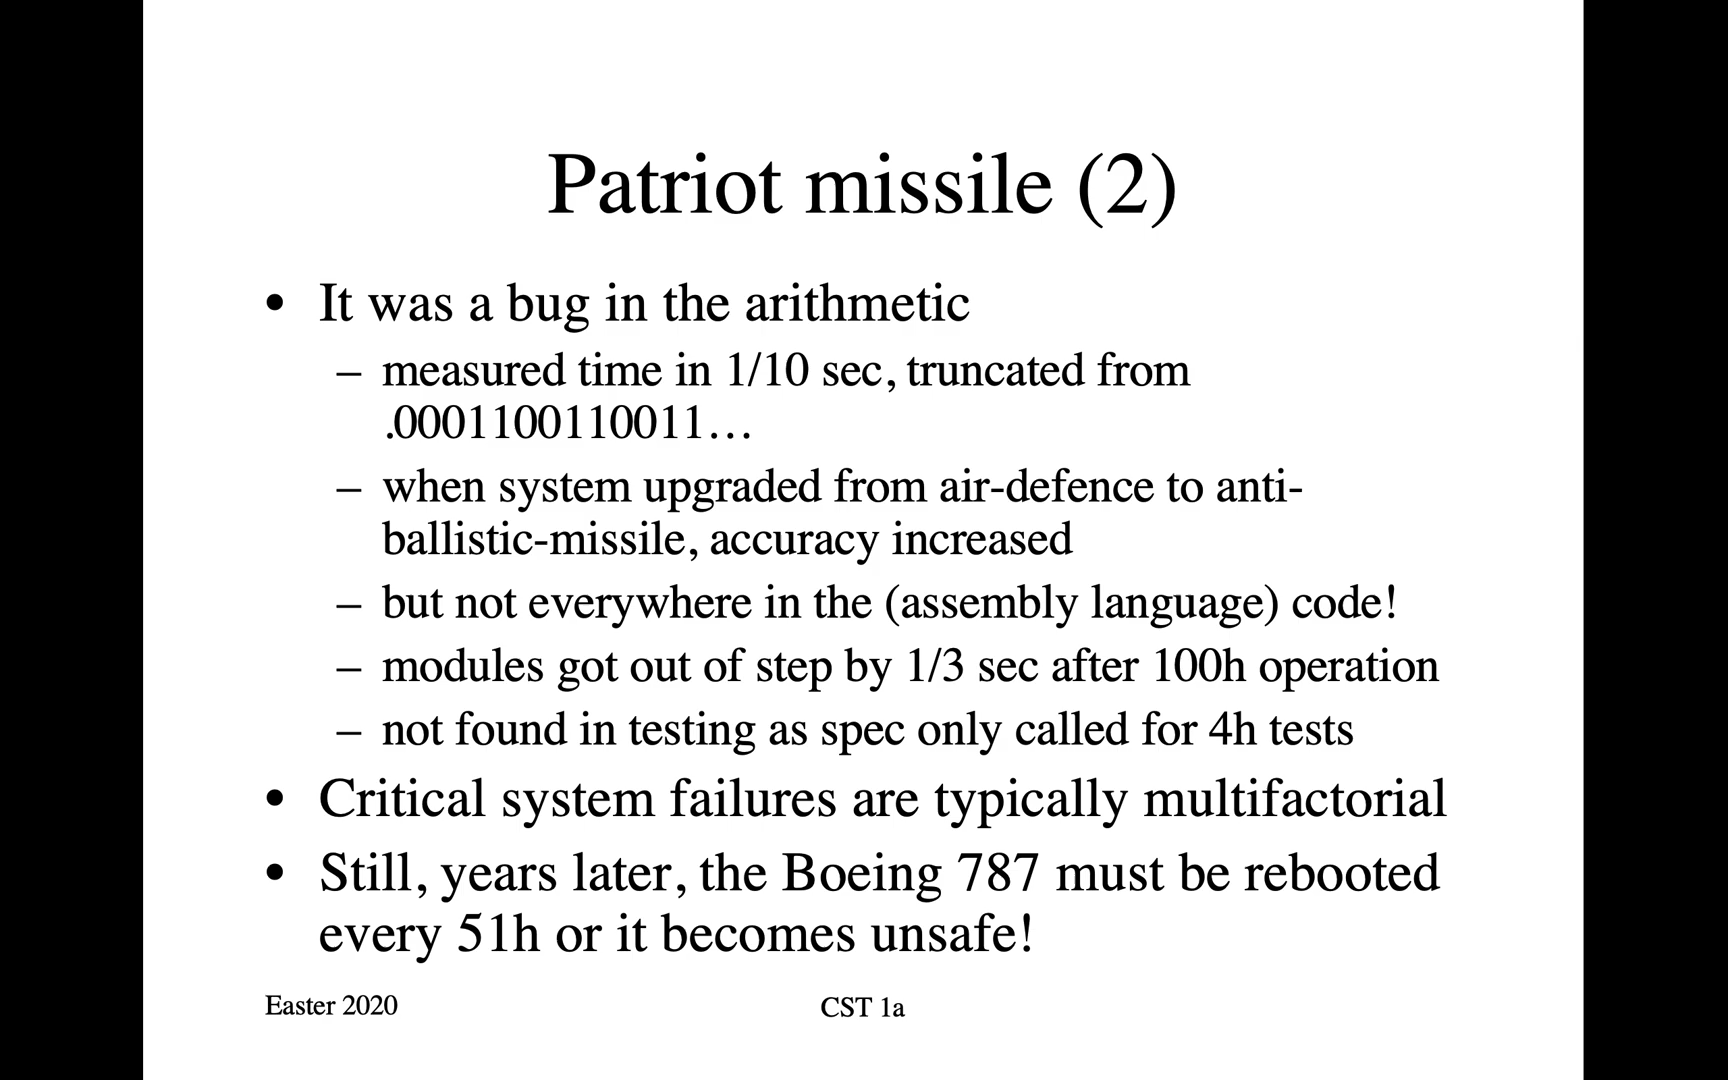 Patriot missile (2)
• It was a bug in the arithmetic
– measured time in 1/10 sec, truncated from
.0001100110011…
– when system upgraded from air-defence to anti-
ballistic-missile, accuracy increased
– but not everywhere in the (assembly language) code!
– modules got out of step by 1/3 sec after 100h operation
– not found in testing as spec only called for 4h tests
• Critical system failures are typically multifactorial
• Still, years later, the Boeing 787 must be rebooted
every 51h or it becomes unsafe!
Easter 2020
CST 1a